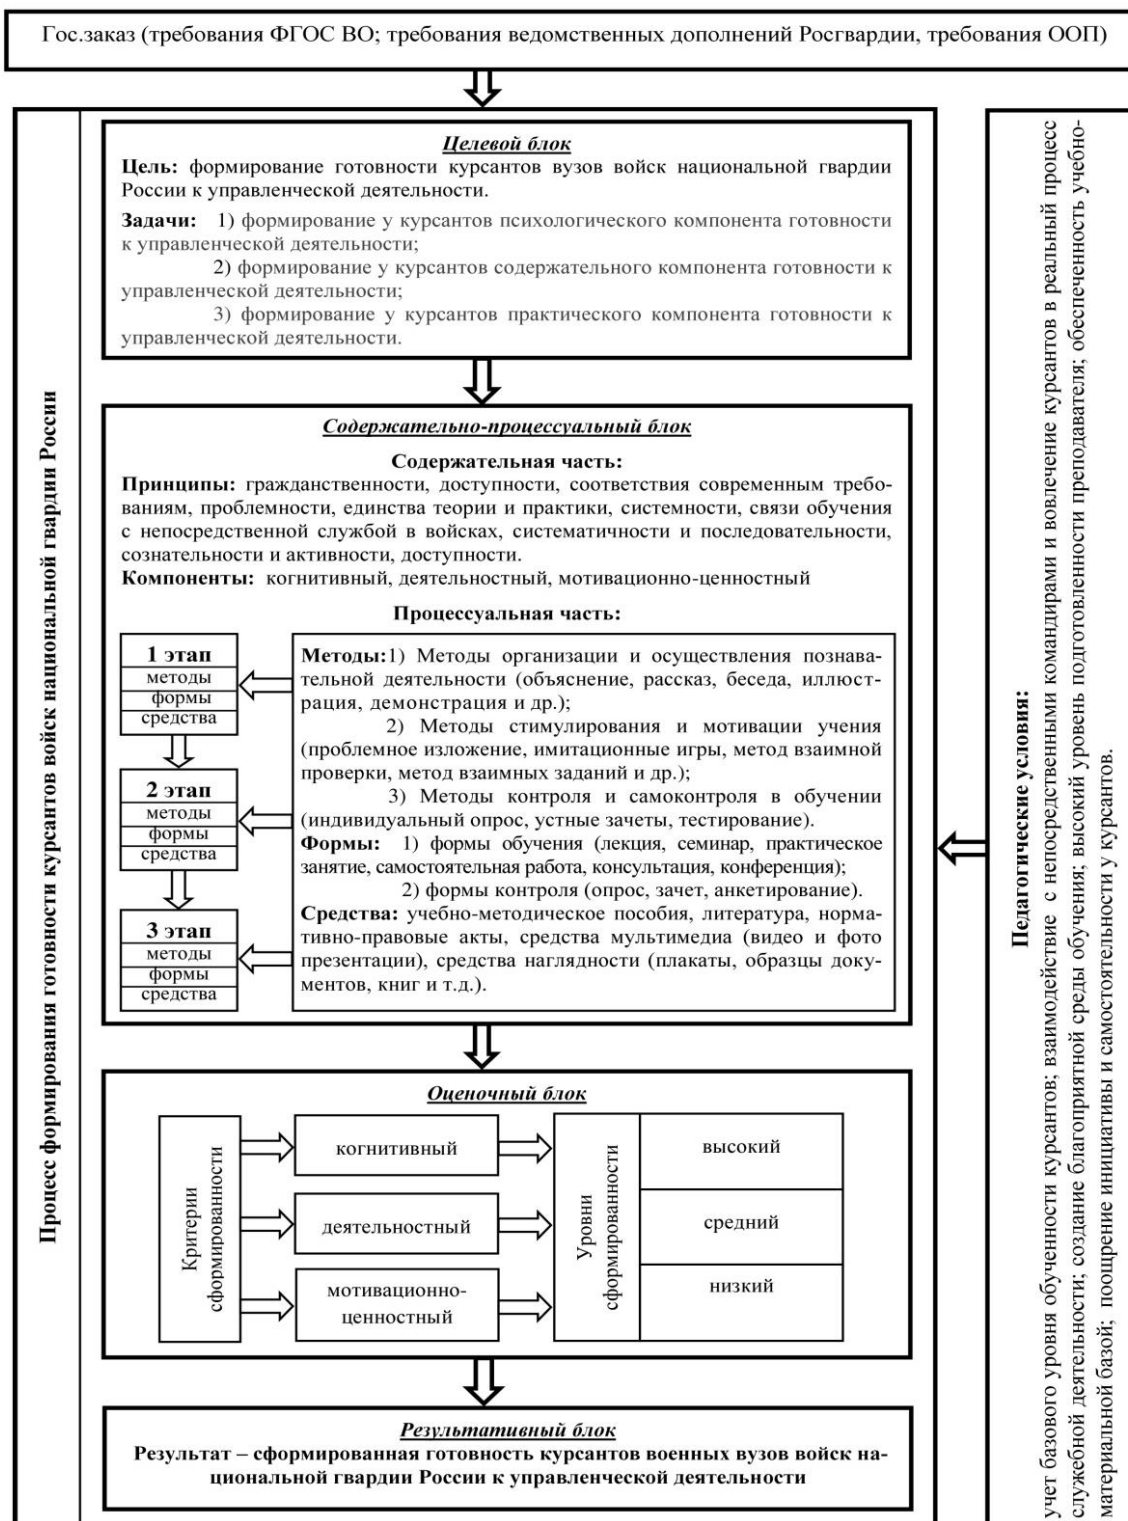 Гос.заказ (требования ФГОС ВО; требования ведомственных дополнений Росгвардии, требования ООП)
Процесс формирования готовности курсантов войск национальной гвардии России
Целевой блок
Цель: формирование готовности курсантов вузов войск национальной гвардии
России к управленческой деятельности.
Задачи: 1) формирование у курсантов психологического компонента готовности
к управленческой деятельности;
2) формирование у курсантов содержательного компонента готовности к
управленческой деятельности;
3) формирование у курсантов практического компонента готовности к
управленческой деятельности.
Содержательно-процессуальный блок
Содержательная часть:
Принципы: гражданственности, доступности, соответствия современным требо-
ваниям, проблемности, единства теории и практики, системности, связи обучения
с непосредственной службой в войсках, систематичности и последовательности,
сознательности и активности, доступности.
Компоненты: когнитивный, деятельностный, мотивационно-ценностный
Процессуальная часть:
1 этап
методы
формы
средства
2 этап
методы
формы
средства
3 этап
методы
формы
средства
Методы:1) Методы организации и осуществления познава-
тельной деятельности (объяснение, рассказ, беседа, иллюст-
рация, демонстрация и др.);
2) Методы стимулирования и мотивации учения
(проблемное изложение, имитационные игры, метод взаимной
проверки, метод взаимных заданий и др.);
3) Методы контроля и самоконтроля в обучении
(индивидуальный опрос, устные зачеты, тестирование).
Формы: 1) формы обучения (лекция, семинар, практическое
занятие, самостоятельная работа, консультация, конференция);
2) формы контроля (опрос, зачет, анкетирование).
Средства: учебно-методическое пособия, литература, норма-
тивно-правовые акты, средства мультимедиа (видео и фото
презентации), средства наглядности (плакаты, образцы доку-
ментов, книг и т.д.).
Оценочный блок
Критерии
сформированности
когнитивный
деятельностный
мотивационно-
ценностный
Уровни
сформированности
высокий
средний
низкий
Результативный блок
Результат – сформированная готовность курсантов военных вузов войск на-
циональной гвардии России к управленческой деятельности
Педагогические условия:
учет базового уровня обученности курсантов; взаимодействие с непосредственными командирами и вовлечение курсантов в реальный процесс
служебной деятельности; создание благоприятной среды обучения; высокий уровень подготовленности преподавателя; обеспеченность учебно-
материальной базой; поощрение инициативы и самостоятельности у курсантов.